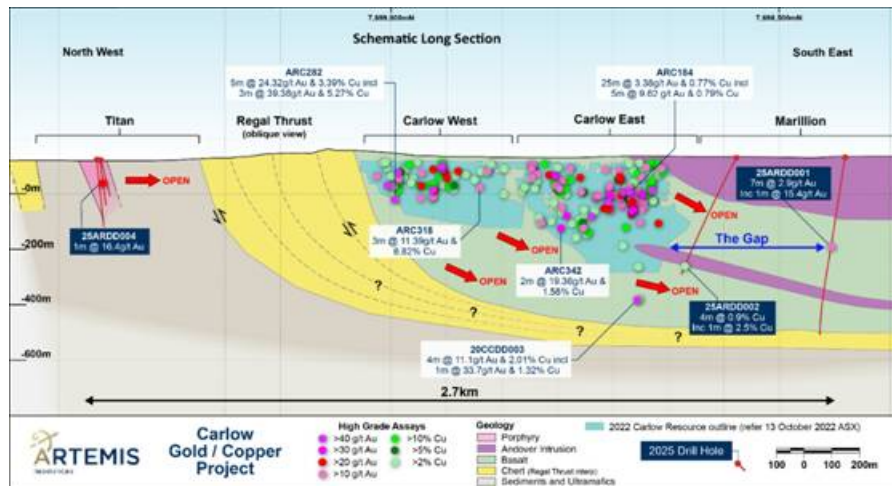 7,698,000mN
7,698,500mN
Schematic Long Section
North West
South East
ARC282
5m @ 24.32g/t Au & 3.39% Cu incl
3m @ 39.38g/t Au & 5.27% Cu
ARC184
25m @ 3.38g/t Au & 0.77% Cu incl
5m @ 9.62 g/t Au & 0.79% Cu
Titan
Regal Thrust
(oblique view)
Carlow West
Carlow East
Marillion
-0m
-200m
-400m
-600m
OPEN
25ARDD004
1m @ 16.4g/t Au
25ARDD001
7m @ 2.9g/t Au
Inc 1m @ 15.4g/t Au
OPEN
ARC318
3m @ 11.39g/t Au &
6.82% Cu
OPEN
The Gap
ARC342
2m @ 19.36g/t Au &
1.58% Cu
OPEN
OPEN
25ARDD002
4m @ 0.9% Cu
Inc 1m @ 2.5% Cu
?
?
?
?
?
20CCDD003
4m @ 11.1g/t Au & 2.01% Cu incl
1m @ 33.7g/t Au & 1.32% Cu
2.7km
ARTEMIS
RESOURCES
Carlow
Gold / Copper
Project
High Grade Assays
>40 g/t Au
>30 g/t Au
>20 g/t Au
>10 g/t Au
>10% Cu
>5% Cu
>2% Cu
Geology
Porphyry
Andover Intrusion
Basalt
Chert (Regal Thrust
Sediments and Ultramafics
2022 Carlow Resource outline (refer 13 October 2022 ASX)
2025 Drill Hole
100 0 100 200m